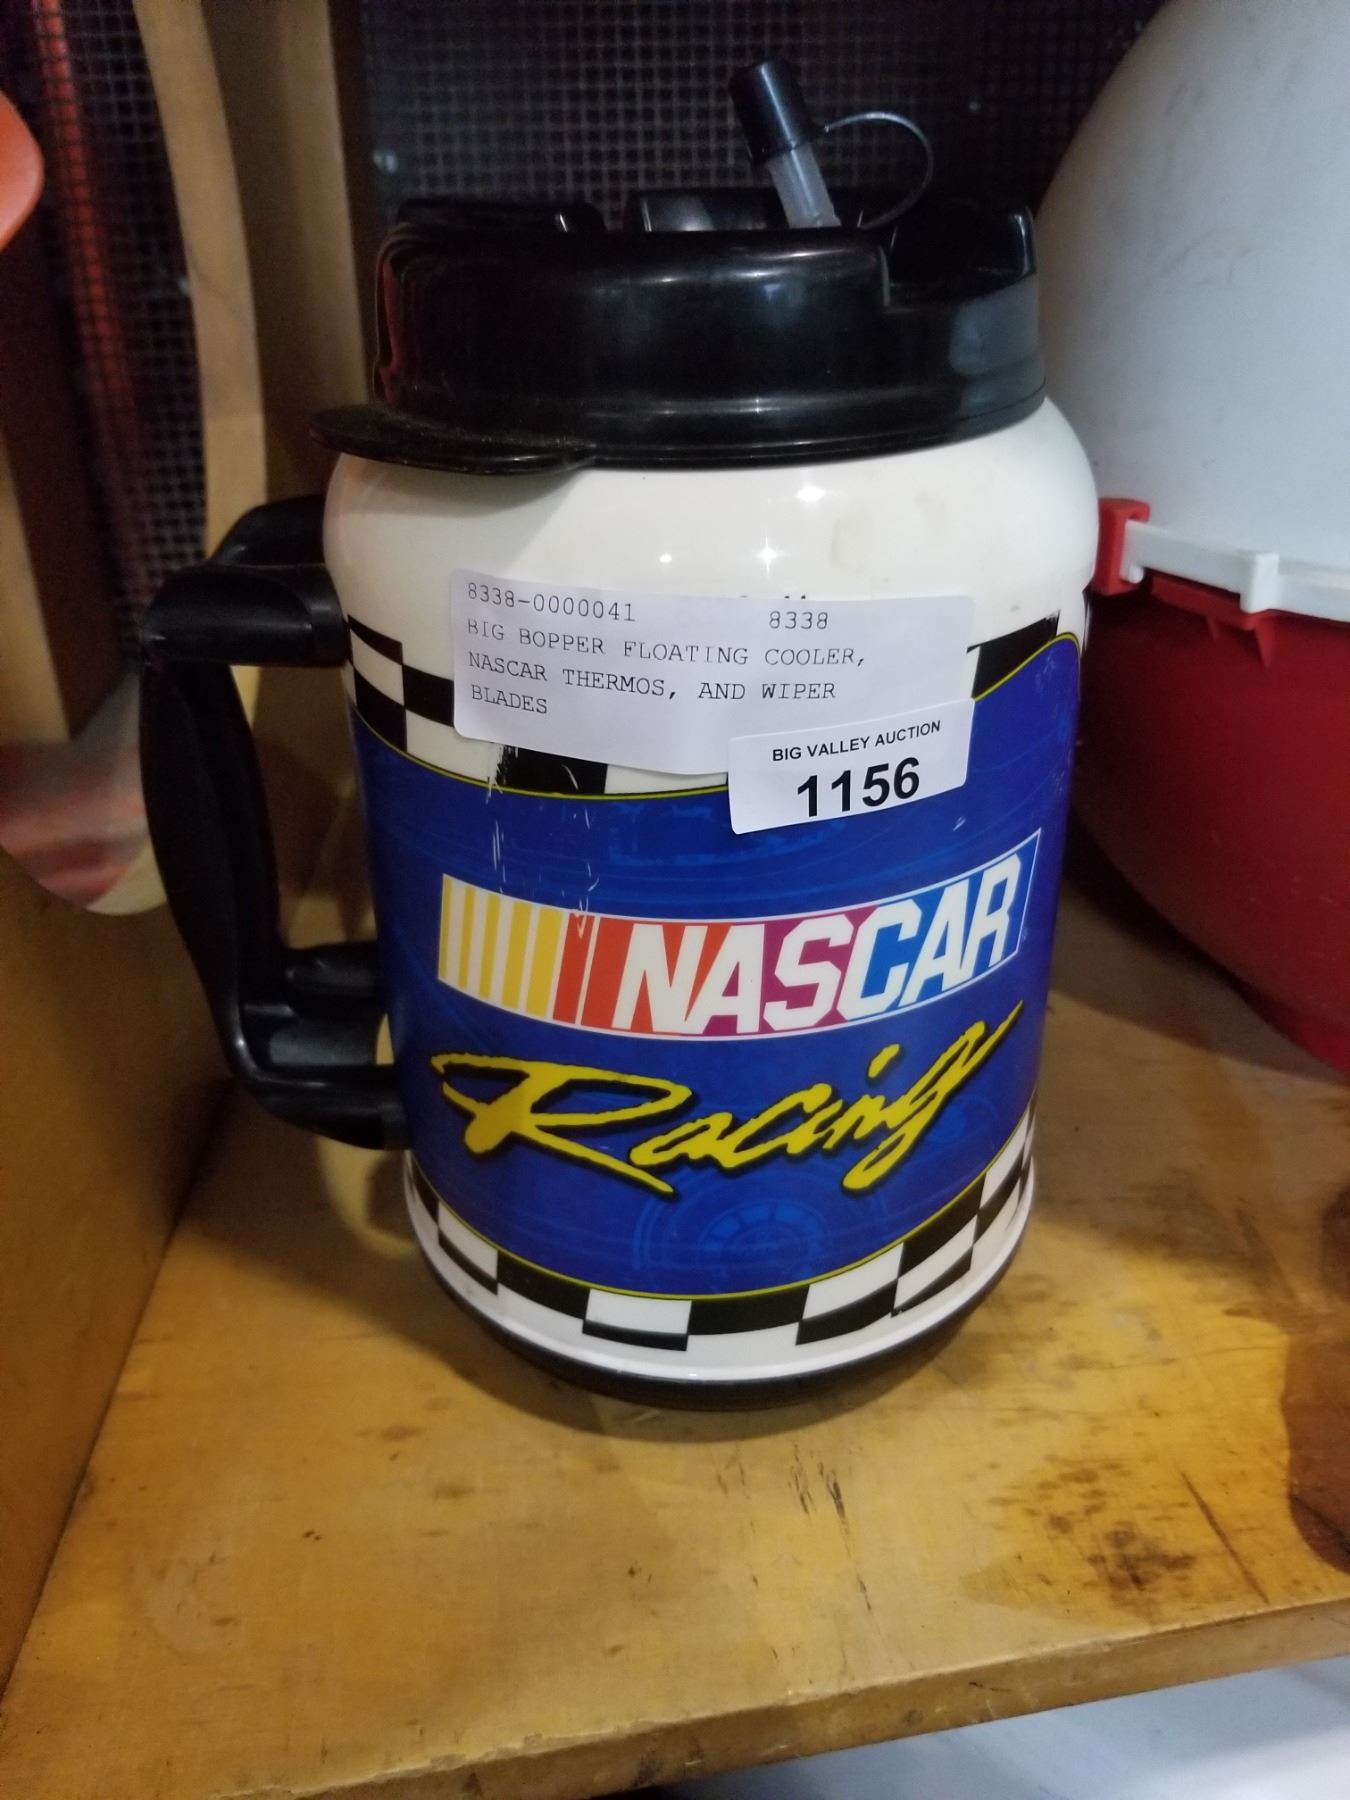 8338-0000041 8338
BIG BOPPER FLOATING COOLER,
NASCAR THERMOS, AND WIPER
BLADES
BIG VALLEY AUCTION
1156
NASCAR
Racing